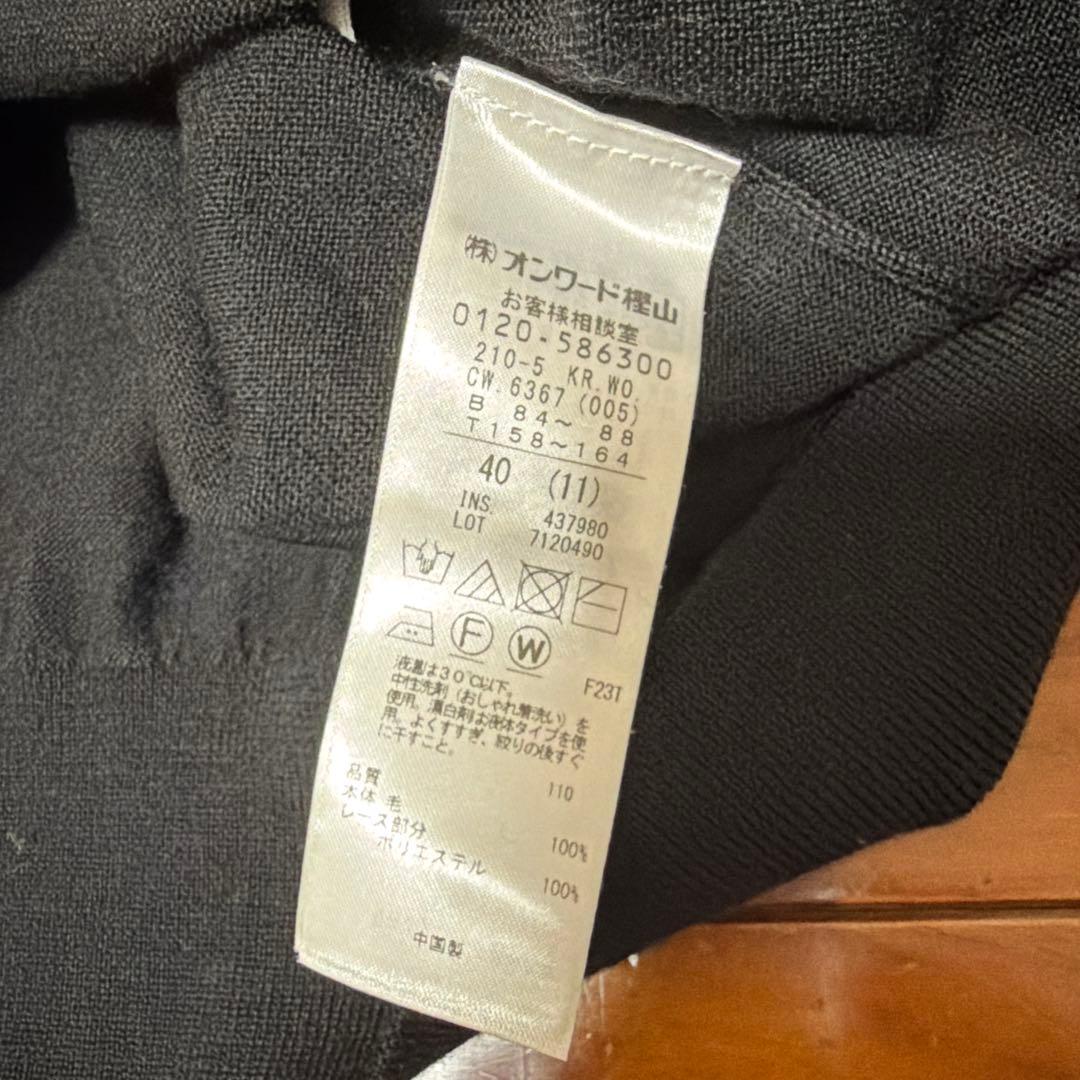 (株)オンワード樫山
お客様相談室
0120-586300
210-5 KR.WO.
CW.6367 (005)
B 84～ 88
T158～164
40 (11)
INS. 437980
LOT 7120490
F W
F23T
液温は30℃以下。
中性洗剤(おしゃれ着洗い)を
使用。漂白剤は液体タイプを使
用。よくすすぎ、絞りの後すぐ
に干すこと。
110
品質
本体 毛 100%
レース部分
ポリエステル 100%
中国製